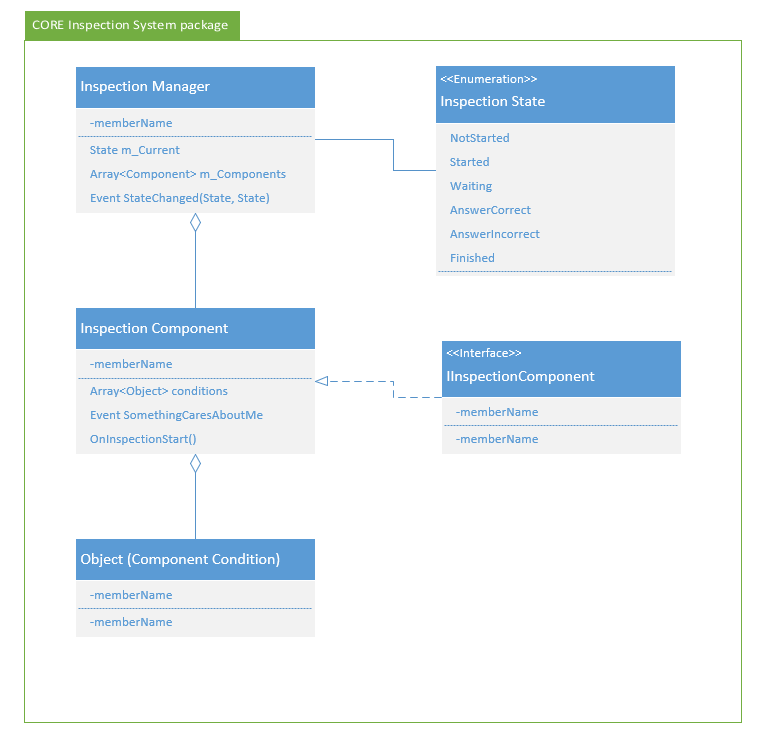 CORE Inspection System package
Inspection Manager
-memberName
State m_Current
Array<Component> m_Components
Event StateChanged(State, State)
<<Enumeration>>
Inspection State
NotStarted
Started
Waiting
AnswerCorrect
AnswerIncorrect
Finished
Inspection Component
-memberName
Array<Object> conditions
Event SomethingCaresAboutMe
OnInspectionStart()
<<Interface>>
IInspectionComponent
-memberName
-memberName
Object (Component Condition)
-memberName
-memberName